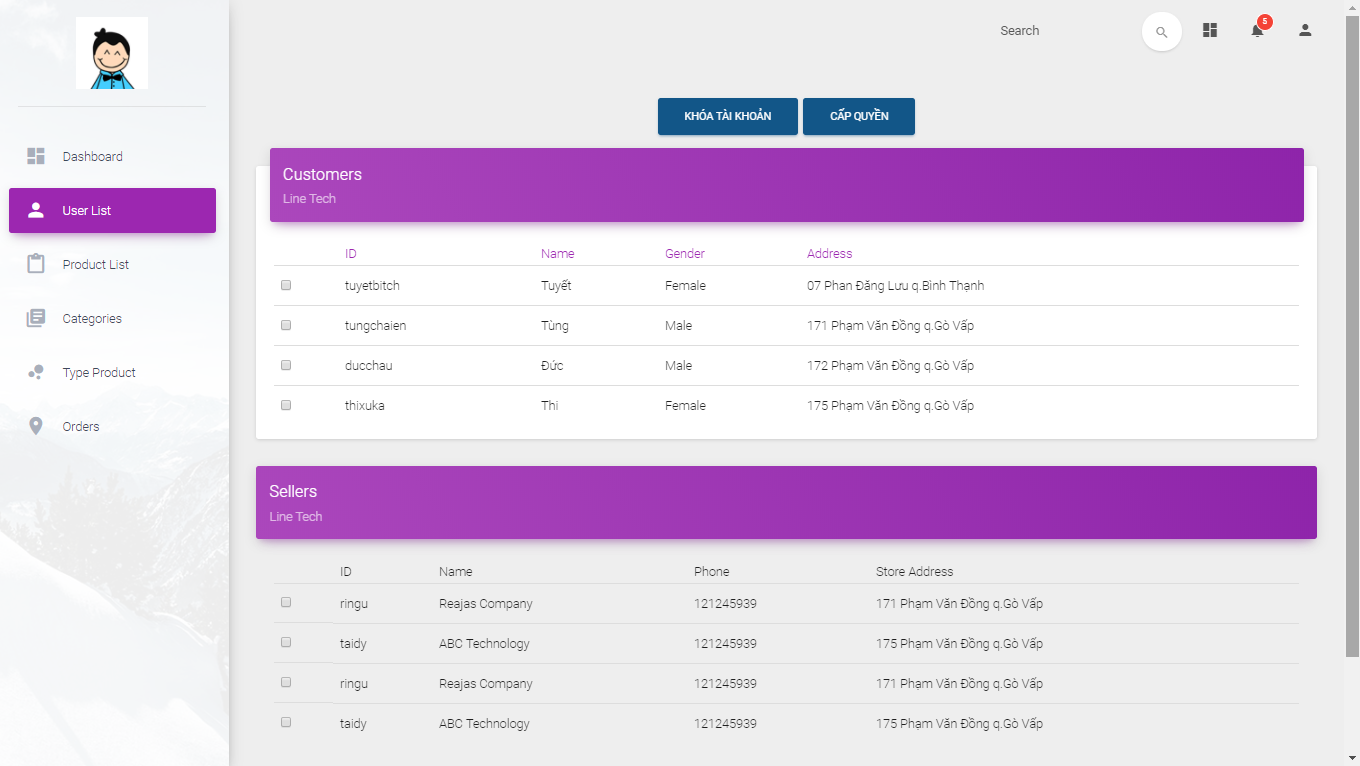 Search
5
KHÓA TÀI KHOẢN CẤP QUYỀN
Dashboard
User List
Product List
Categories
Type Product
Orders
Customers
Line Tech
ID Name Gender Address
tuyetbitch Tuyết Female 07 Phan Đăng Lưu q.Bình Thạnh
tungchaien Tùng Male 171 Phạm Văn Đồng q.Gò Vấp
ducchau Đức Male 172 Phạm Văn Đồng q.Gò Vấp
thixuka Thi Female 175 Phạm Văn Đồng q.Gò Vấp
Sellers
Line Tech
ID Name Phone Store Address
ringu Reajas Company 121245939 171 Phạm Văn Đồng q.Gò Vấp
taidy ABC Technology 121245939 175 Phạm Văn Đồng q.Gò Vấp
ringu Reajas Company 121245939 171 Phạm Văn Đồng q.Gò Vấp
taidy ABC Technology 121245939 175 Phạm Văn Đồng q.Gò Vấp